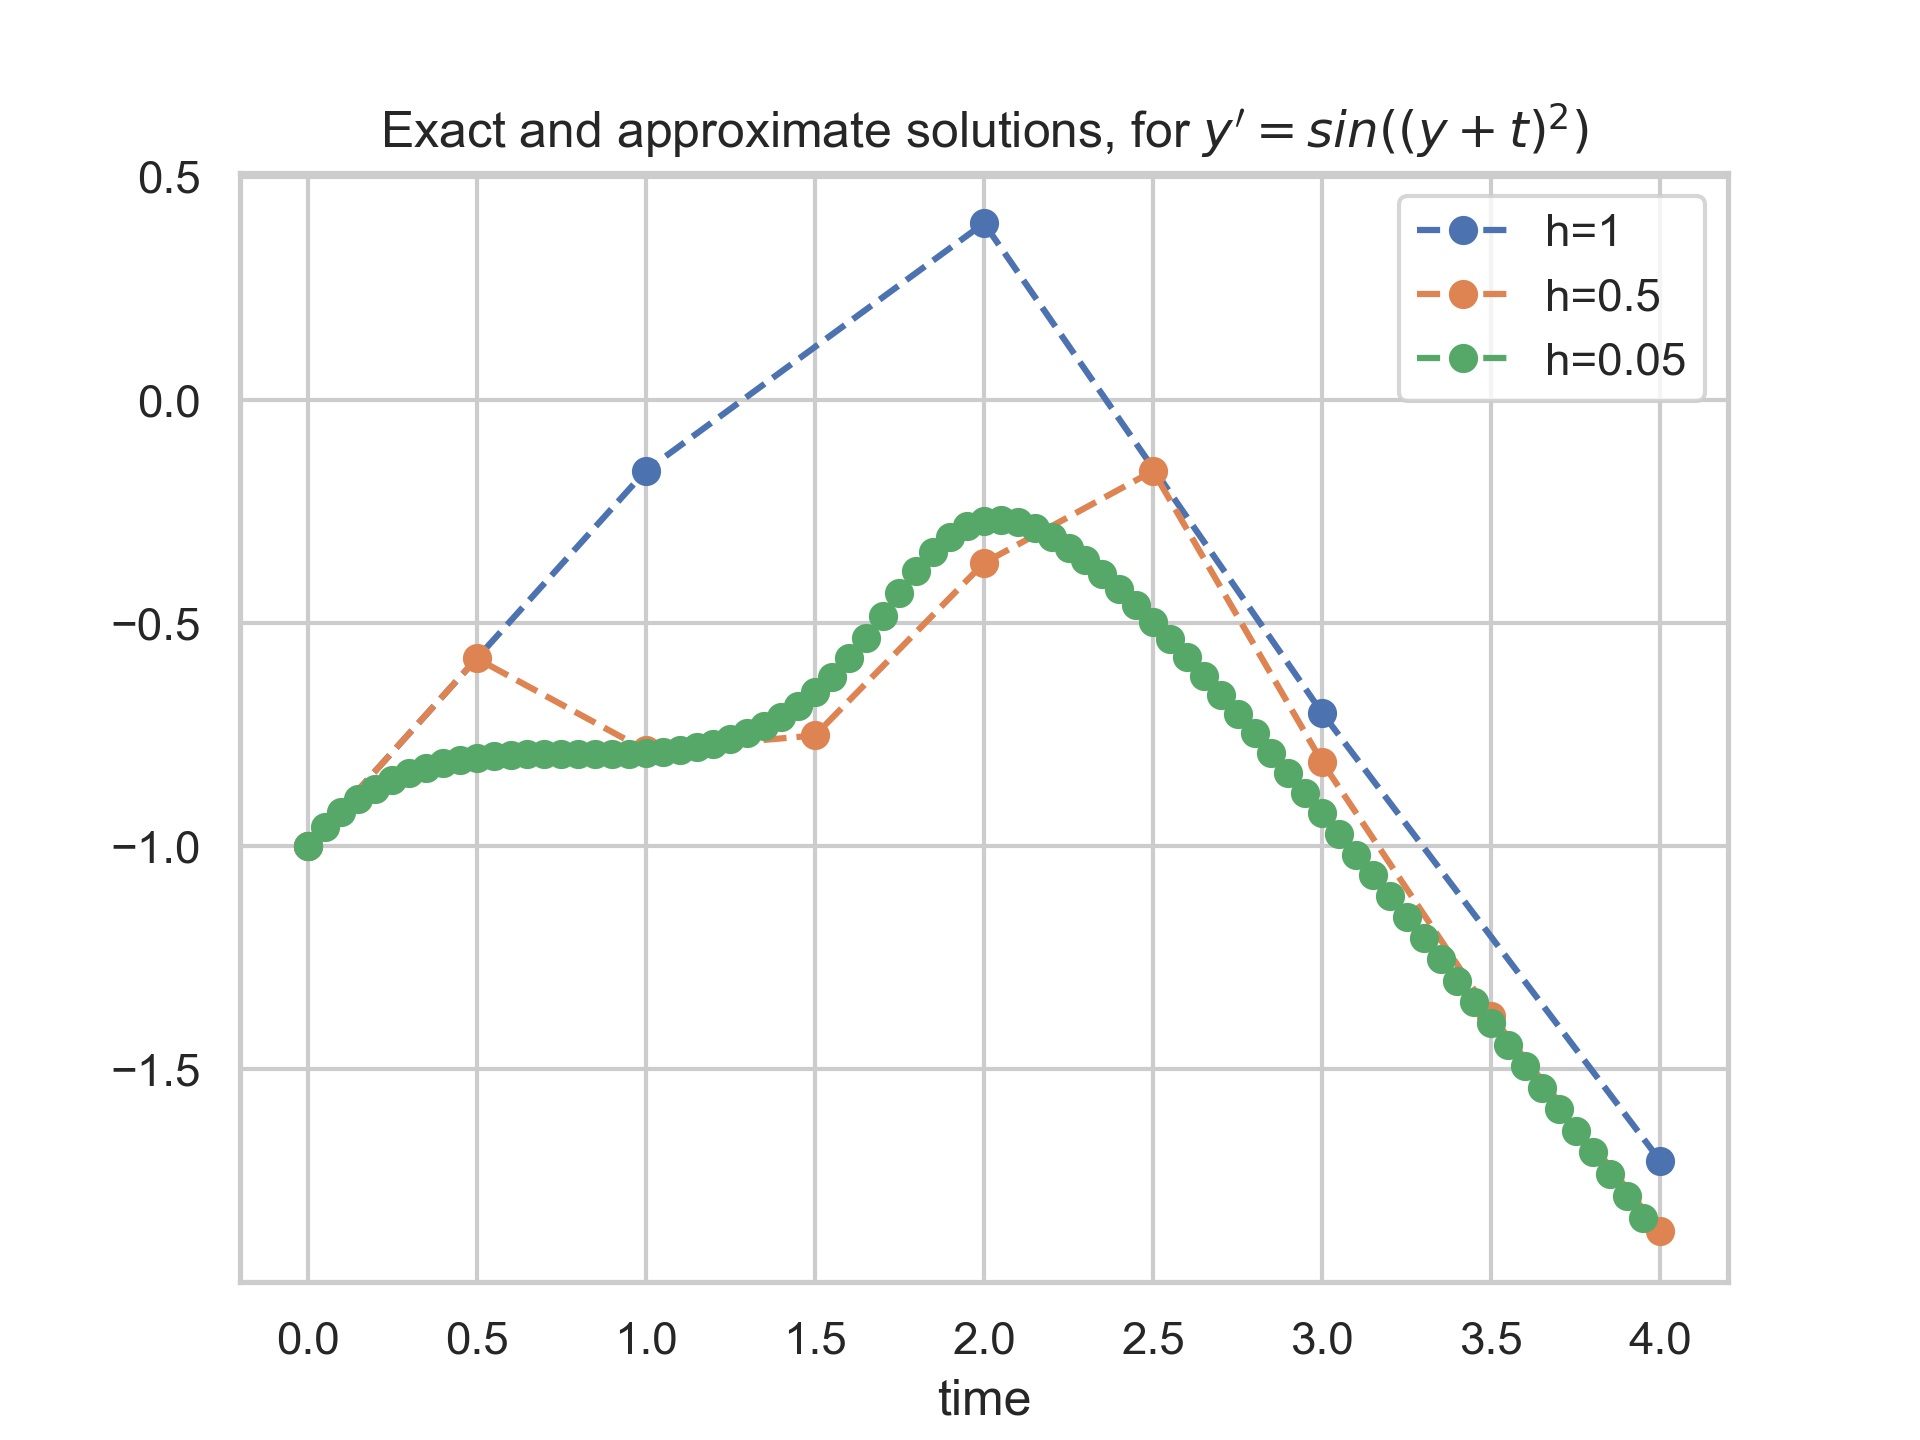 Exact and approximate solutions, for y′ = sin((y + t)²)
0.5
0.0
−0.5
−1.0
−1.5
h=1
h=0.5
h=0.05
0.0 0.5 1.0 1.5 2.0 2.5 3.0 3.5 4.0
time